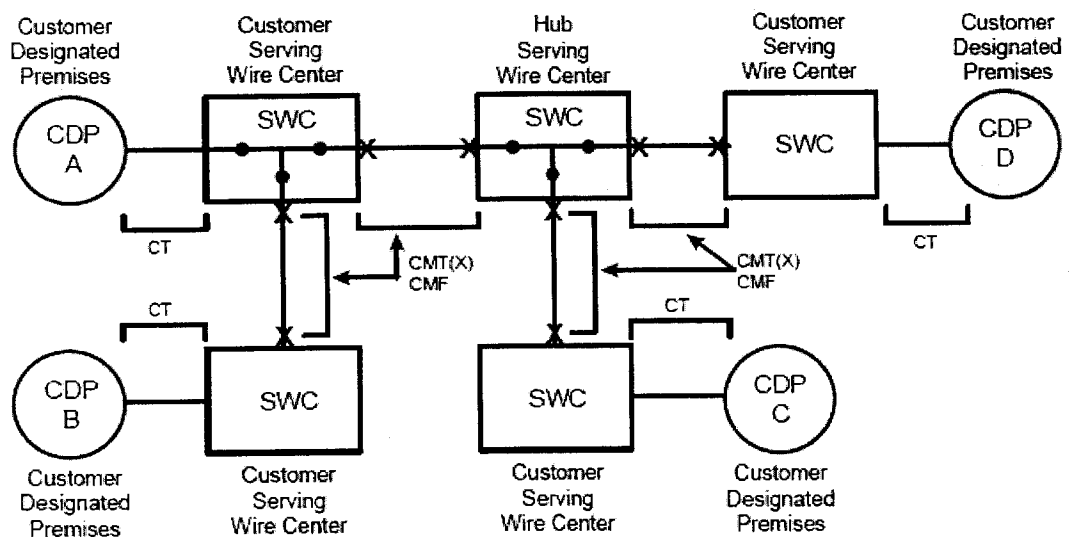 Customer
Designated
Premises
Customer
Serving
Wire Center
Hub
Serving
Wire Center
Customer
Serving
Wire Center
Customer
Designated
Premises
CDP
A
SWC
SWC
SWC
CDP
D
CT
CT
CMT(X)
CMF
CMT(X)
CMF
CT
CT
CDP
B
SWC
SWC
CDP
C
Customer
Designated
Premises
Customer
Serving
Wire Center
Customer
Serving
Wire Center
Customer
Designated
Premises